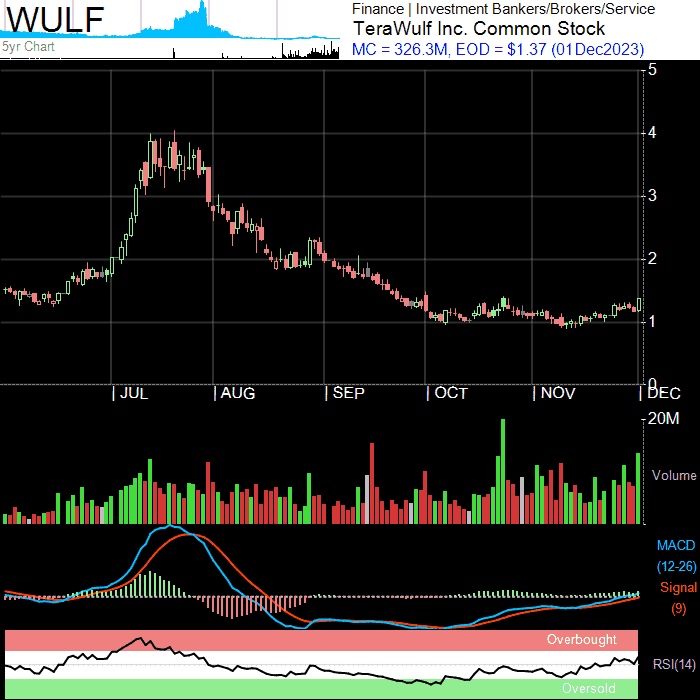 WULF
5yr Chart
Finance | Investment Bankers/Brokers/Service
TeraWulf Inc. Common Stock
MC = 326.3M, EOD = $1.37 (01Dec2023)
5
4
3
2
1
0
JUL AUG SEP OCT NOV DEC
20M
Volume
MACD
(12-26)
Signal
(9)
Overbought
RSI(14)
Oversold